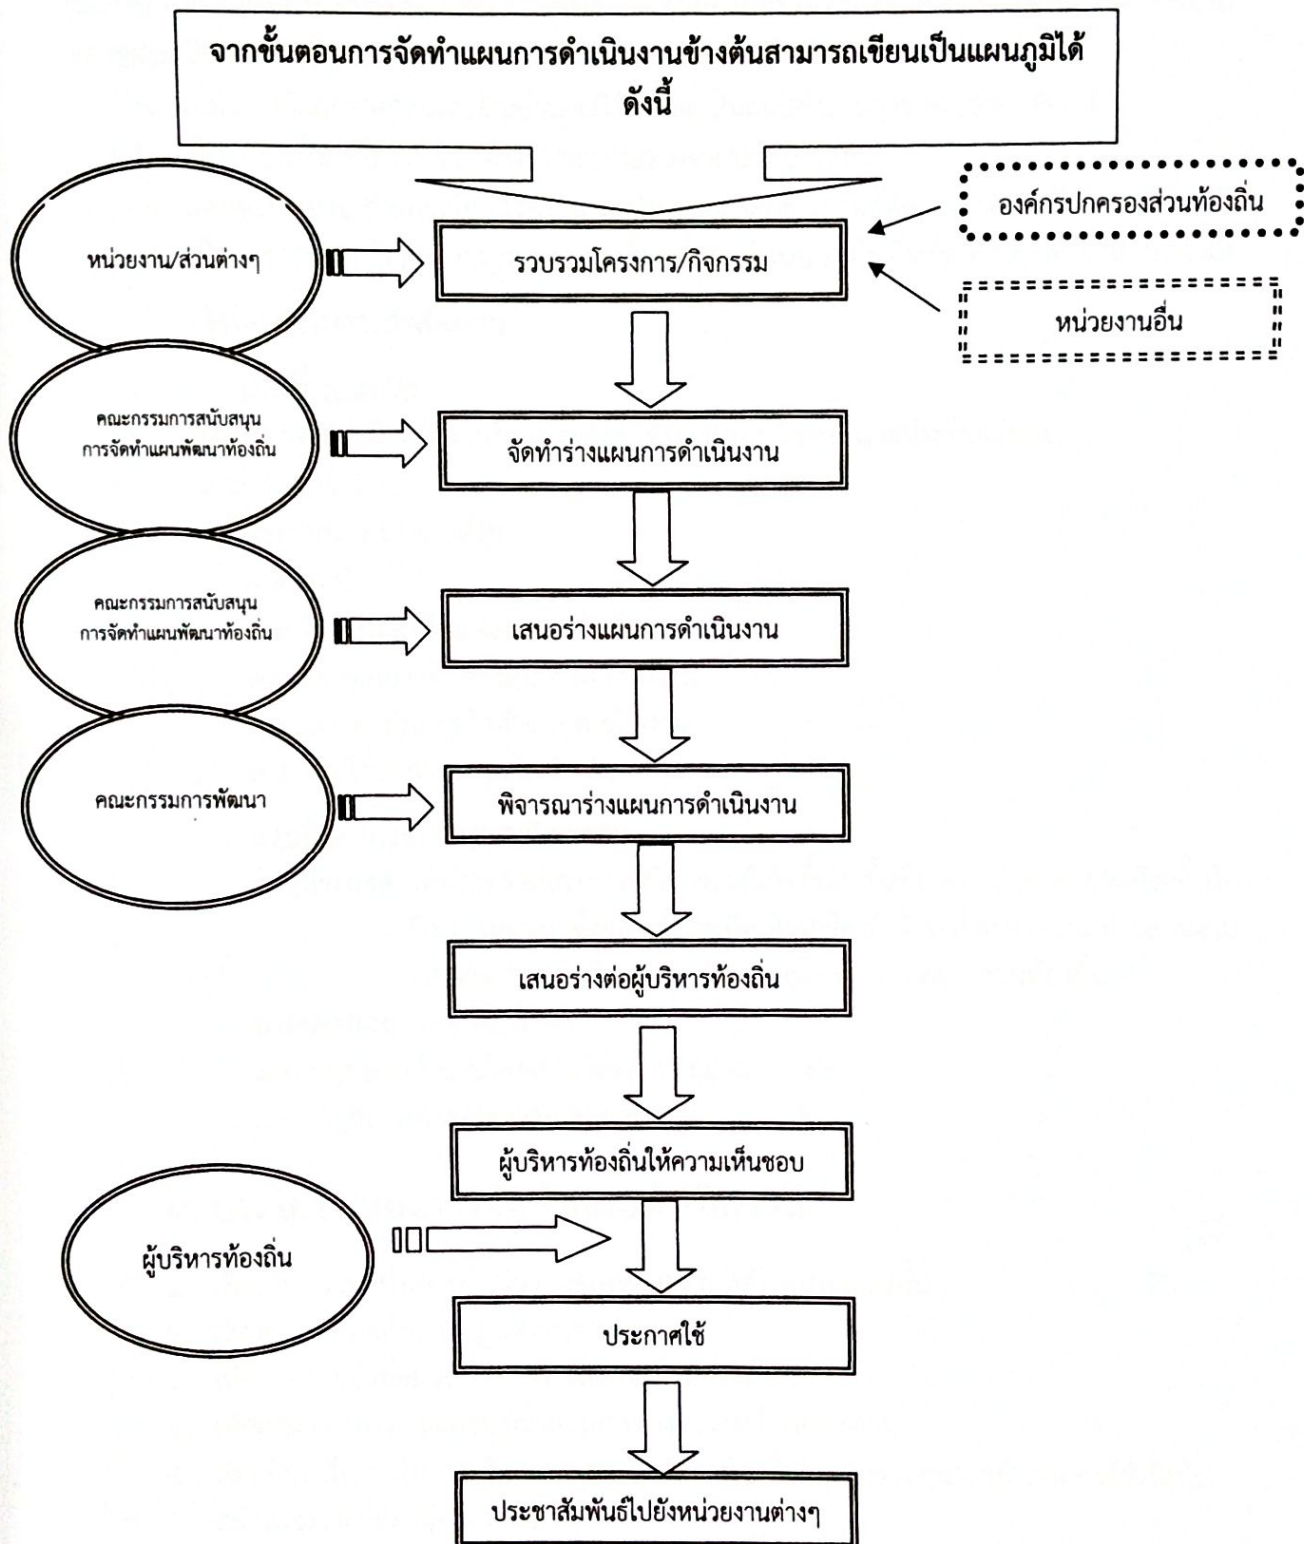 จากขั้นตอนการจัดทำแผนการดำเนินงานข้างต้นสามารถเขียนเป็นแผนภูมิได้
ดังนี้
องค์กรปกครองส่วนท้องถิ่น
หน่วยงาน/ส่วนต่างๆ
รวบรวมโครงการ/กิจกรรม
หน่วยงานอื่น
คณะกรรมการสนับสนุน
การจัดทำแผนพัฒนาท้องถิ่น
จัดทำร่างแผนการดำเนินงาน
คณะกรรมการสนับสนุน
การจัดทำแผนพัฒนาท้องถิ่น
เสนอร่างแผนการดำเนินงาน
คณะกรรมการพัฒนา
พิจารณาร่างแผนการดำเนินงาน
เสนอร่างต่อผู้บริหารท้องถิ่น
ผู้บริหารท้องถิ่นให้ความเห็นชอบ
ผู้บริหารท้องถิ่น
ประกาศใช้
ประชาสัมพันธ์ไปยังหน่วยงานต่างๆ